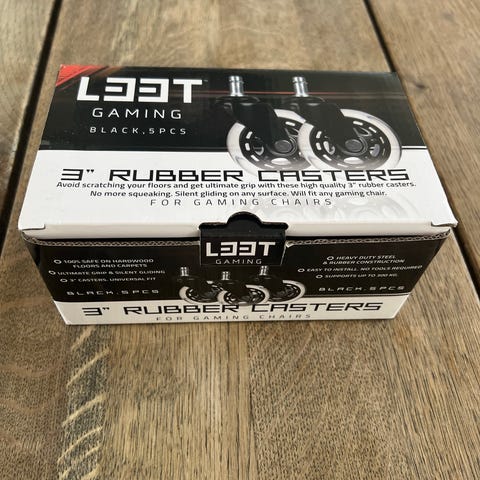 L33T
GAMING
BLACK, 5PCS
3" RUBBER CASTERS
Avoid scratching your floors and get ultimate grip with these high quality 3" rubber casters.
No more squeaking. Silent gliding on any surface. Will fit any gaming chair.
FOR GAMING CHAIRS
L33T
GAMING
100% SAFE ON HARDWOOD
FLOORS AND CARPETS
ULTIMATE GRIP & SILENT GLIDING
3" CASTERS, UNIVERSAL FIT
BLACK, 5PCS
HEAVY DUTY STEEL
& RUBBER CONSTRUCTION
EASY TO INSTALL. NO TOOLS REQUIRED
SUPPORTS UP TO 300 KG.
BLACK, 5PCS
3" RUBBER CASTERS
FOR GAMING CHAIRS